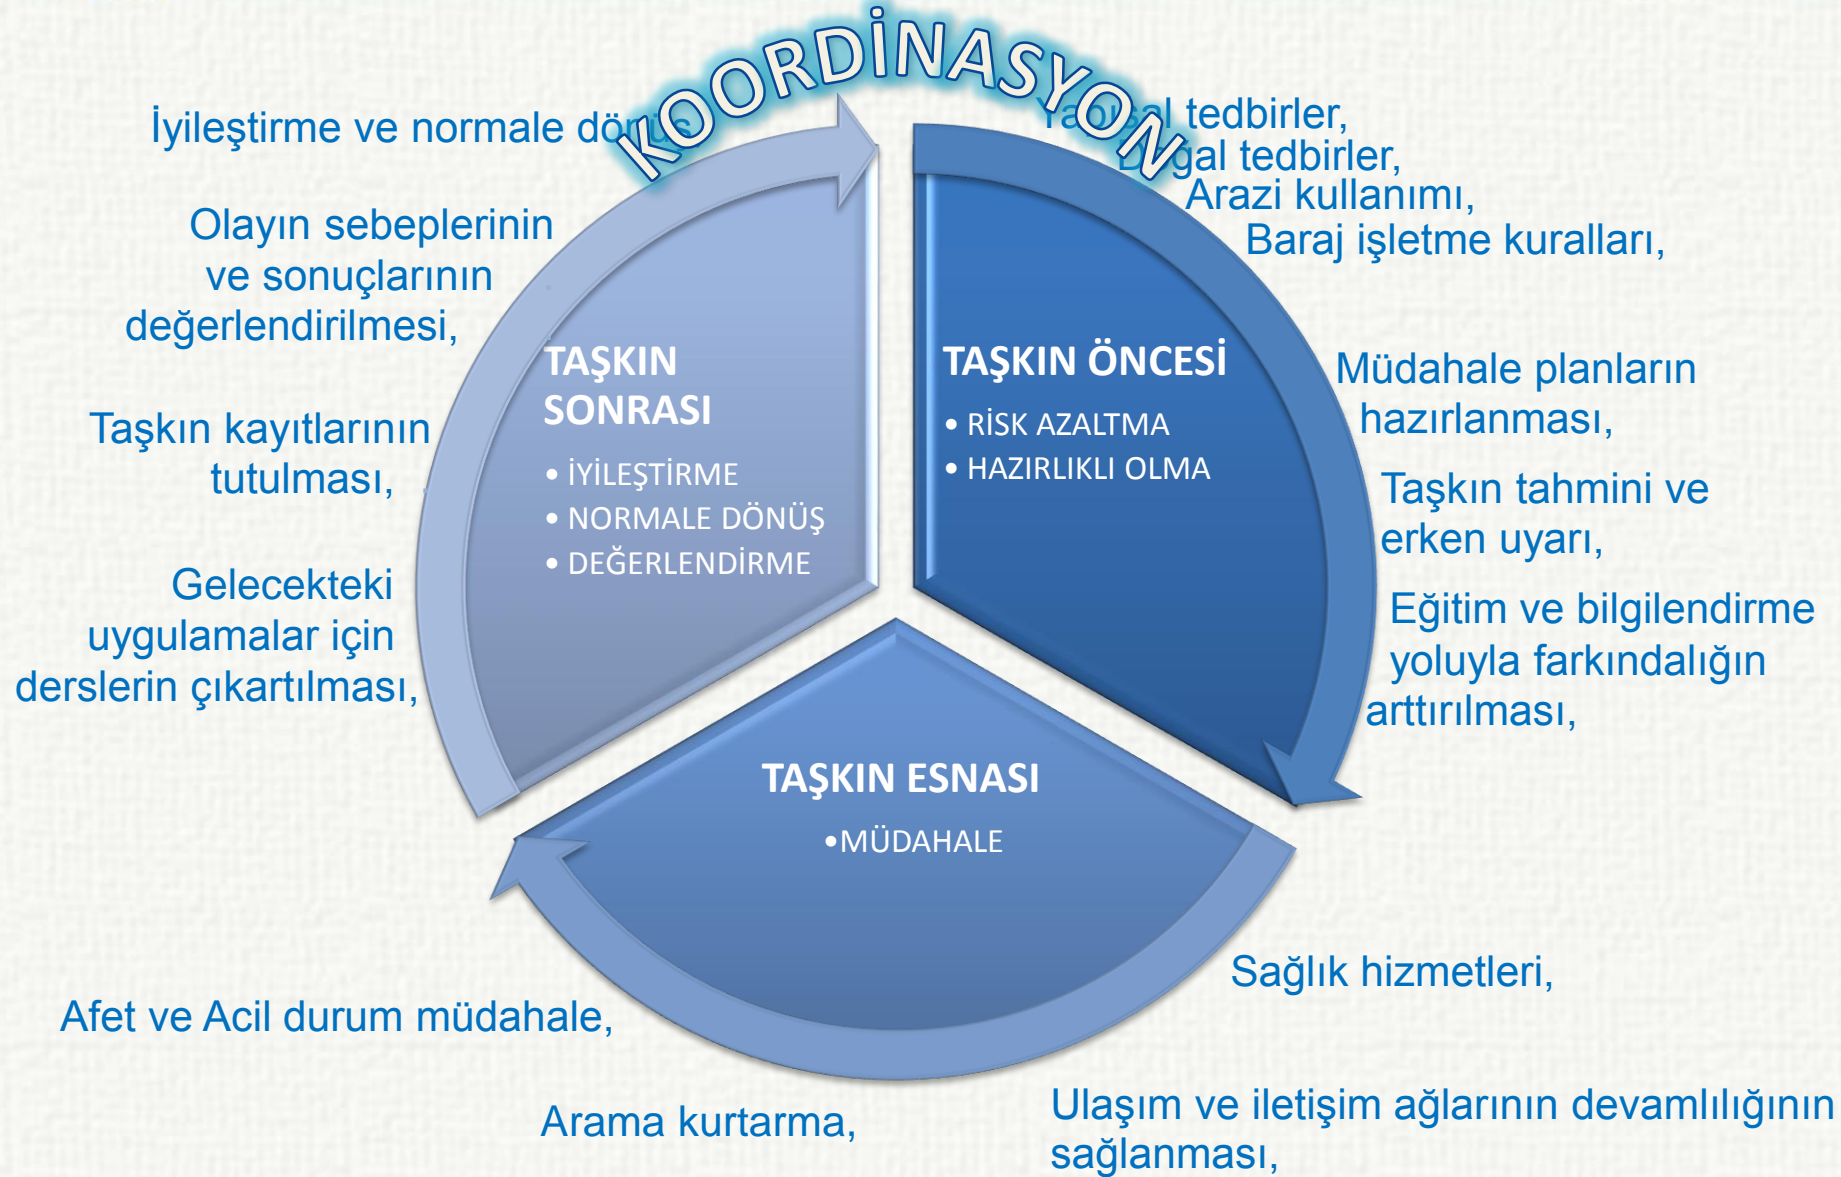 KOORDİNASYON
Yapısal tedbirler,
Doğal tedbirler,
Arazi kullanımı,
Baraj işletme kuralları,
Müdahale planların
hazırlanması,
Taşkın tahmini ve
erken uyarı,
Eğitim ve bilgilendirme
yoluyla farkındalığın
arttırılması,
TAŞKIN ÖNCESİ
• RİSK AZALTMA
• HAZIRLIKLI OLMA
TAŞKIN ESNASI
•MÜDAHALE
Sağlık hizmetleri,
Ulaşım ve iletişim ağlarının devamlılığının
sağlanması,
Arama kurtarma,
Afet ve Acil durum müdahale,
TAŞKIN
SONRASI
• İYİLEŞTİRME
• NORMALE DÖNÜŞ
• DEĞERLENDİRME
İyileştirme ve normale dönüş
Olayın sebeplerinin
ve sonuçlarının
değerlendirilmesi,
Taşkın kayıtlarının
tutulması,
Gelecekteki
uygulamalar için
derslerin çıkartılması,